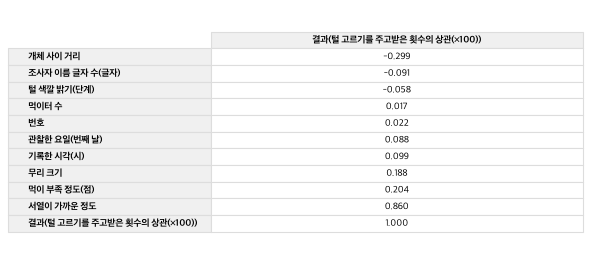 결과(털 고르기를 주고받은 횟수의 상관(×100))
개체 사이 거리 -0.299
조사자 이름 글자 수(글자) -0.091
털 색깔 밝기(단계) -0.058
먹이터 수 0.017
번호 0.022
관찰한 요일(번째 날) 0.088
기록한 시각(시) 0.099
무리 크기 0.188
먹이 부족 정도(점) 0.204
서열이 가까운 정도 0.860
결과(털 고르기를 주고받은 횟수의 상관(×100)) 1.000